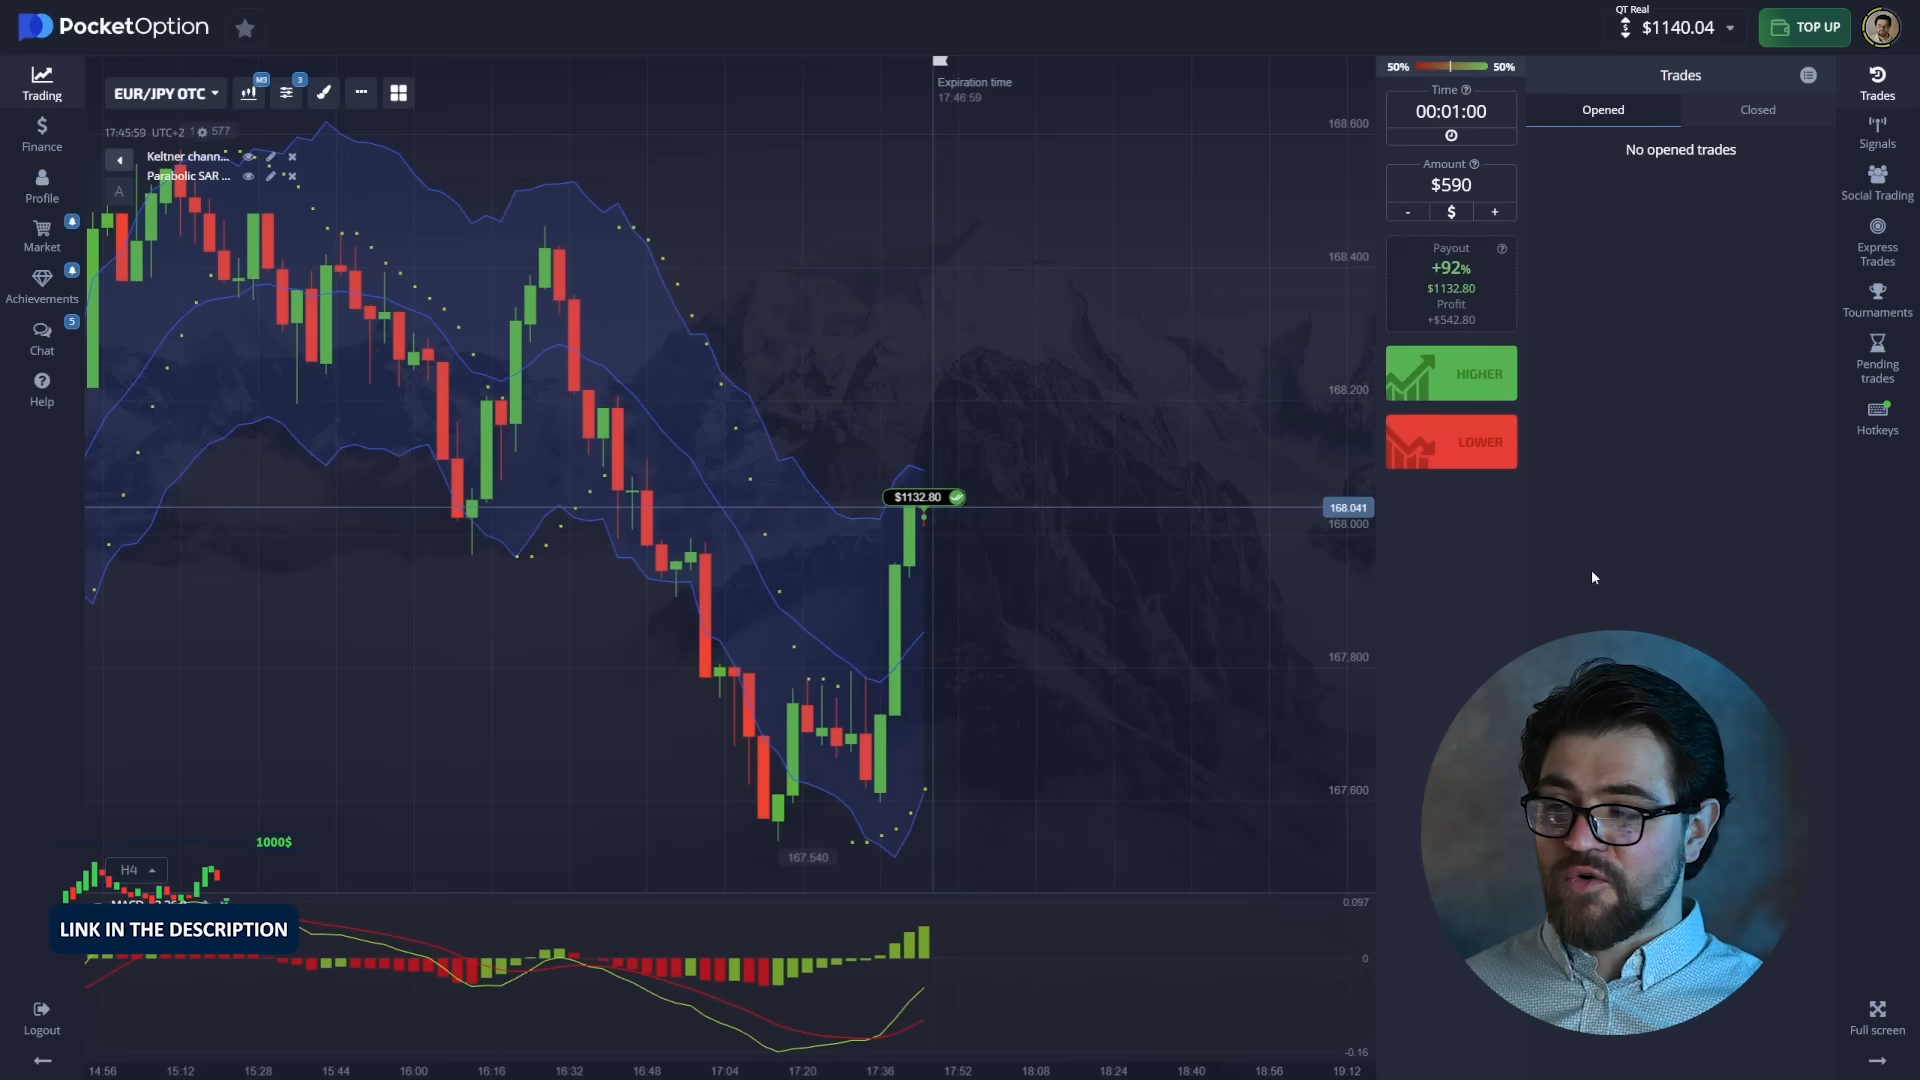 PocketOption
QT Real
$1140.04
TOP UP
Trading
Finance
Profile
Market
Achievements
5
Chat
Help
Logout
EUR/JPY OTC
M3
3
17:45:59 UTC+2
577
Keltner chann...
Parabolic SAR ...
A
Expiration time
17:46:59
168.600
168.400
168.200
168.041
168.000
167.800
167.600
$1132.80
167.540
1000$
H4
LINK IN THE DESCRIPTION
0.097
0
-0.16
14:56 15:12 15:28 15:44 16:00 16:16 16:32 16:48 17:04 17:20 17:36 17:52 18:08 18:24 18:40 18:56 19:12
50% 50%
Time
00:01:00
Amount
$590
- $ +
Payout
+92%
$1132.80
Profit
+$542.80
HIGHER
LOWER
Trades
Opened Closed
No opened trades
Trades
Signals
Social Trading
Express
Trades
Tournaments
Pending
trades
Hotkeys
Full screen